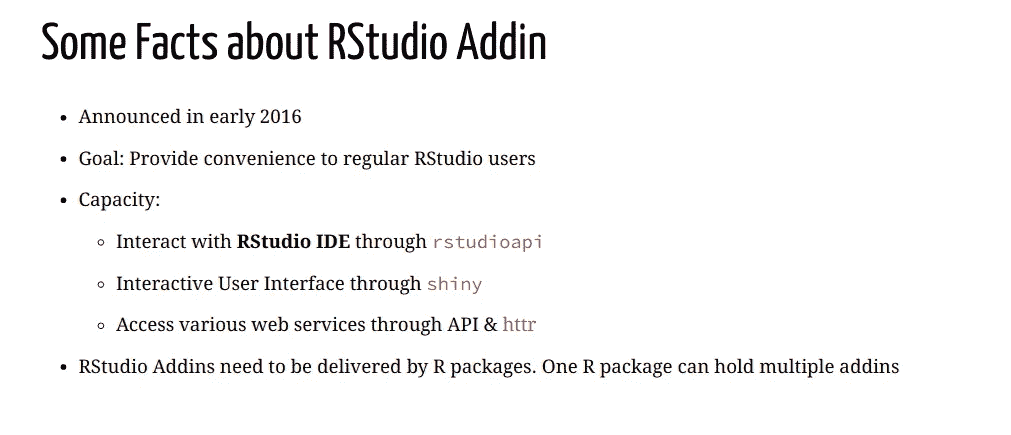 Some Facts about RStudio Addin
• Announced in early 2016
• Goal: Provide convenience to regular RStudio users
• Capacity:
◦ Interact with RStudio IDE through rstudioapi
◦ Interactive User Interface through shiny
◦ Access various web services through API & httr
• RStudio Addins need to be delivered by R packages. One R package can hold multiple addins